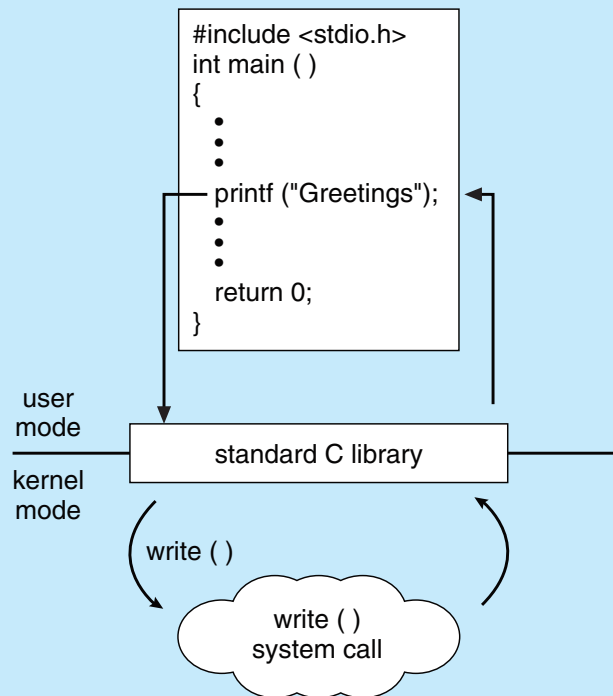 #include <stdio.h>
int main ( )
{
•
•
•
printf ("Greetings");
•
•
•
return 0;
}
user
mode
standard C library
kernel
mode
write ( )
write ( )
system call